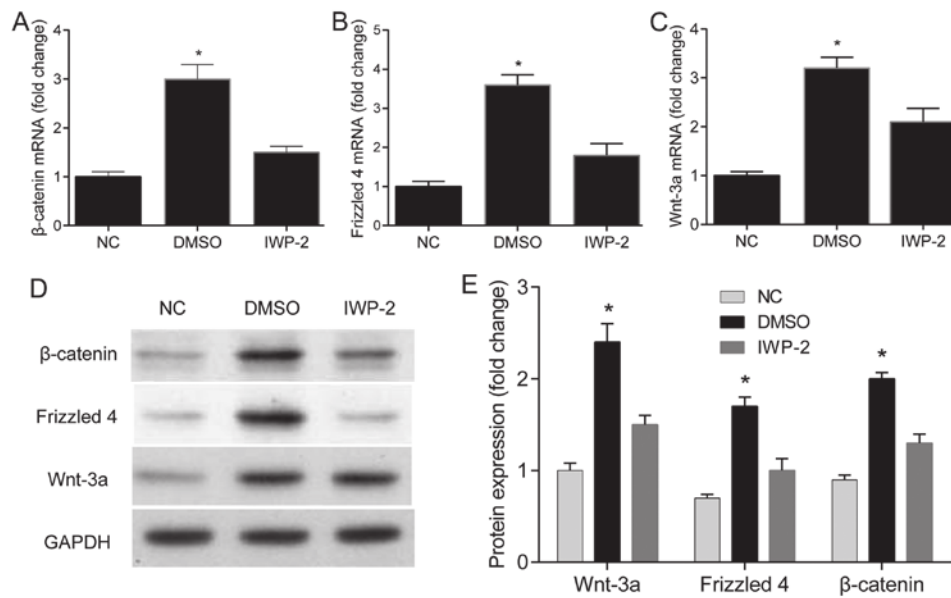 A
β-catenin mRNA (fold change)
4
3
2
1
0
*
NC DMSO IWP-2
B
Frizzled 4 mRNA (fold change)
5
4
3
2
1
0
*
NC DMSO IWP-2
C
Wnt-3a mRNA (fold change)
4
3
2
1
0
*
NC DMSO IWP-2
D
NC DMSO IWP-2
β-catenin
Frizzled 4
Wnt-3a
GAPDH
E
Protein expression (fold change)
3
2
1
0
NC
DMSO
IWP-2
*
*
*
Wnt-3a Frizzled 4 β-catenin